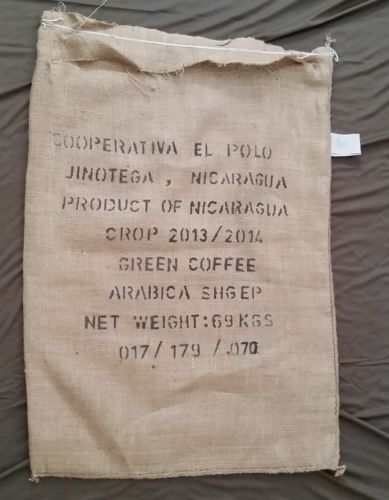 COOPERATIVA EL POLO
JINOTEGA , NICARAGUA
PRODUCT OF NICARAGUA
CROP 2013/2014
GREEN COFFEE
ARABICA SHG EP
NET WEIGHT:69 KGS
017/179/070